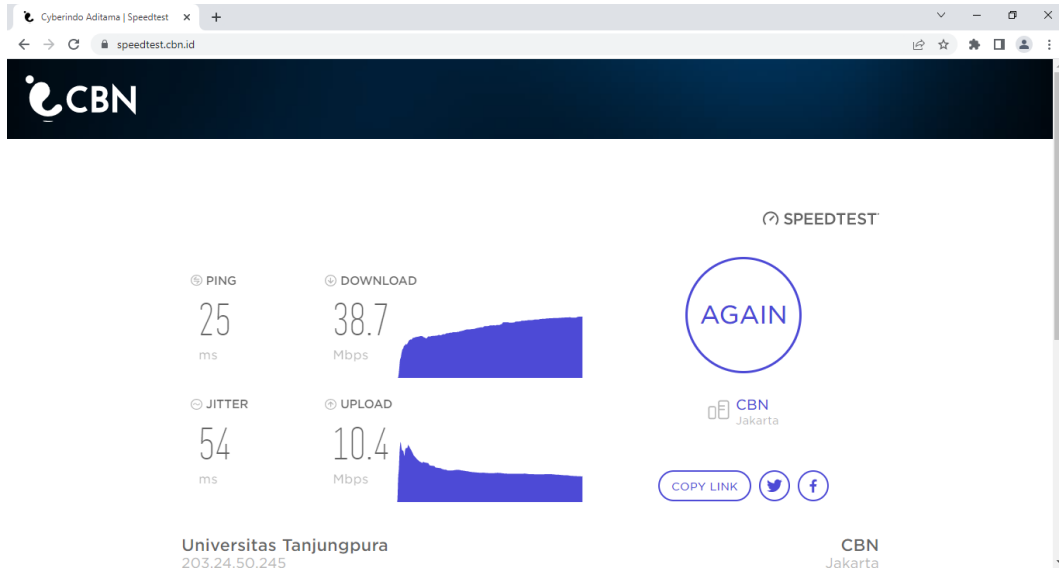 Cyberindo Aditama | Speedtest
speedtest.cbn.id
CBN
SPEEDTEST
PING
25
ms
DOWNLOAD
38.7
Mbps
AGAIN
JITTER
54
ms
UPLOAD
10.4
Mbps
CBN
Jakarta
COPY LINK
Universitas Tanjungpura
203.24.50.245
CBN
Jakarta